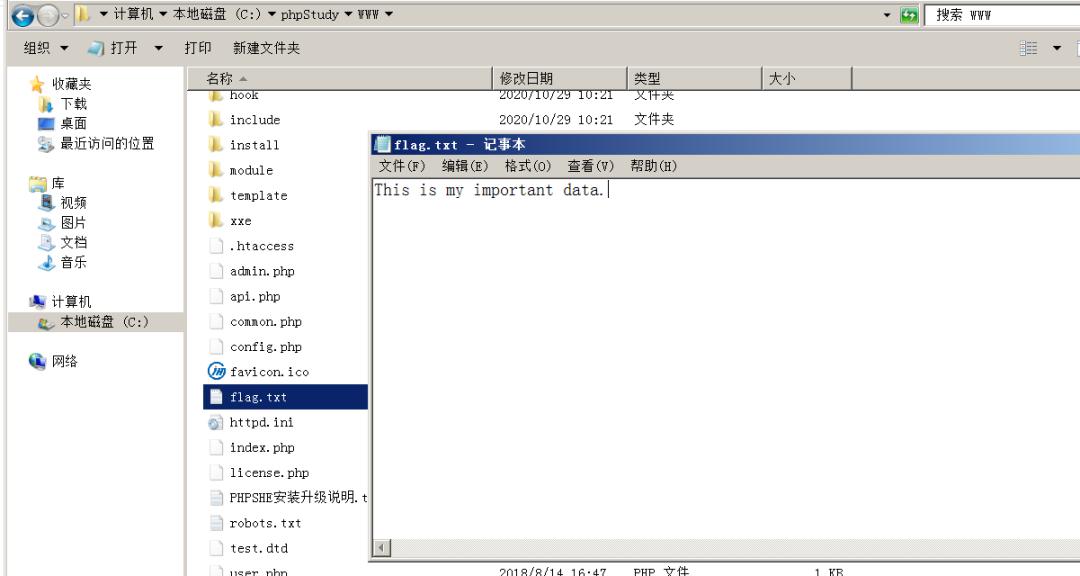 计算机 本地磁盘 (C:) phpStudy WWW 搜索 WWW
组织 打开 打印 新建文件夹
收藏夹
下载
桌面
最近访问的位置
库
视频
图片
文档
音乐
计算机
本地磁盘 (C:)
网络
名称 修改日期 类型 大小
hook 2020/10/29 10:21 文件夹
include 2020/10/29 10:21 文件夹
install
module
template
xxe
.htaccess
admin.php
api.php
common.php
config.php
favicon.ico
flag.txt
httpd.ini
index.php
license.php
PHPSHE安装升级说明.t
robots.txt
test.dtd
user.php 2018/8/14 16:47 PHP 文件 1 KB
flag.txt - 记事本
文件(F) 编辑(E) 格式(O) 查看(V) 帮助(H)
This is my important data.